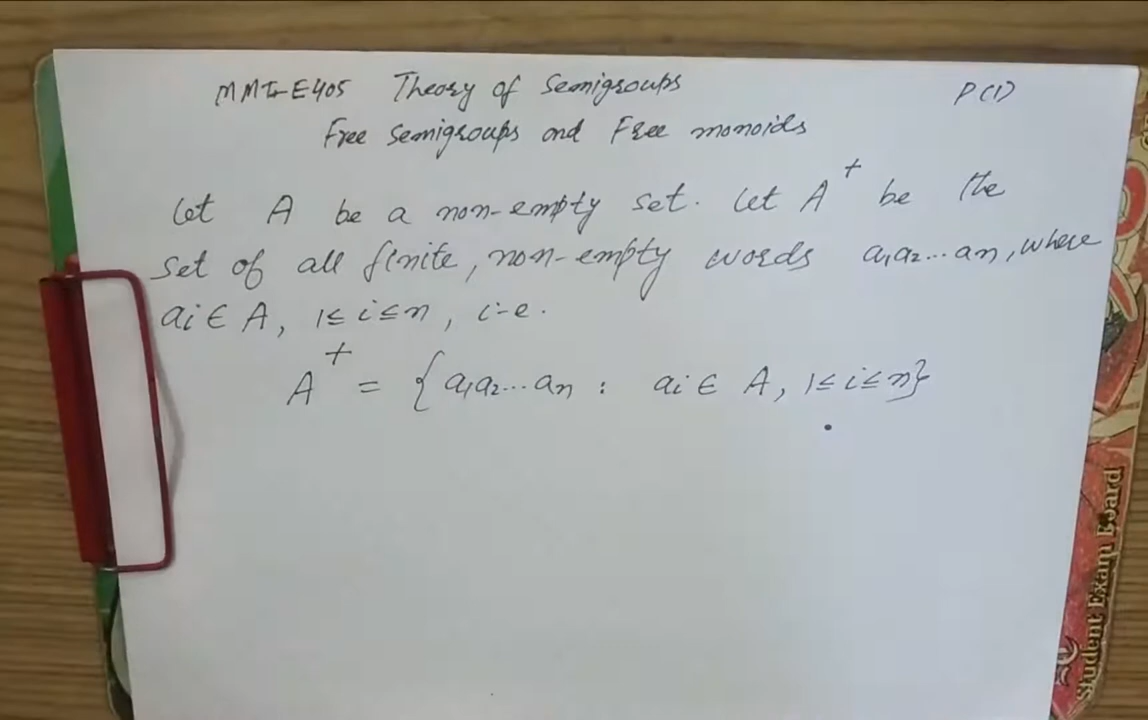 MMT-E405 Theory of Semigroups P(1)
Free Semigroups and Free monoids
Let A be a non-empty set. Let A⁺ be the
set of all finite, non-empty words a₁a₂...aₙ, where
aᵢ ∈ A, 1≤i≤n, i-e.
A⁺ = {a₁a₂...aₙ : aᵢ ∈ A, 1≤i≤n}
Student Exam Board